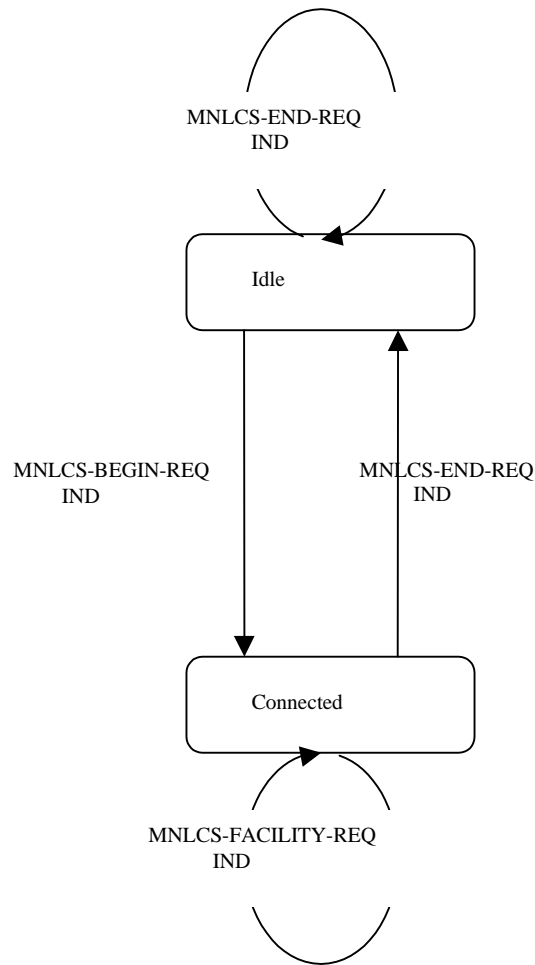 MNLCS-END-REQ
IND
Idle
MNLCS-BEGIN-REQ
IND
MNLCS-END-REQ
IND
Connected
MNLCS-FACILITY-REQ
IND